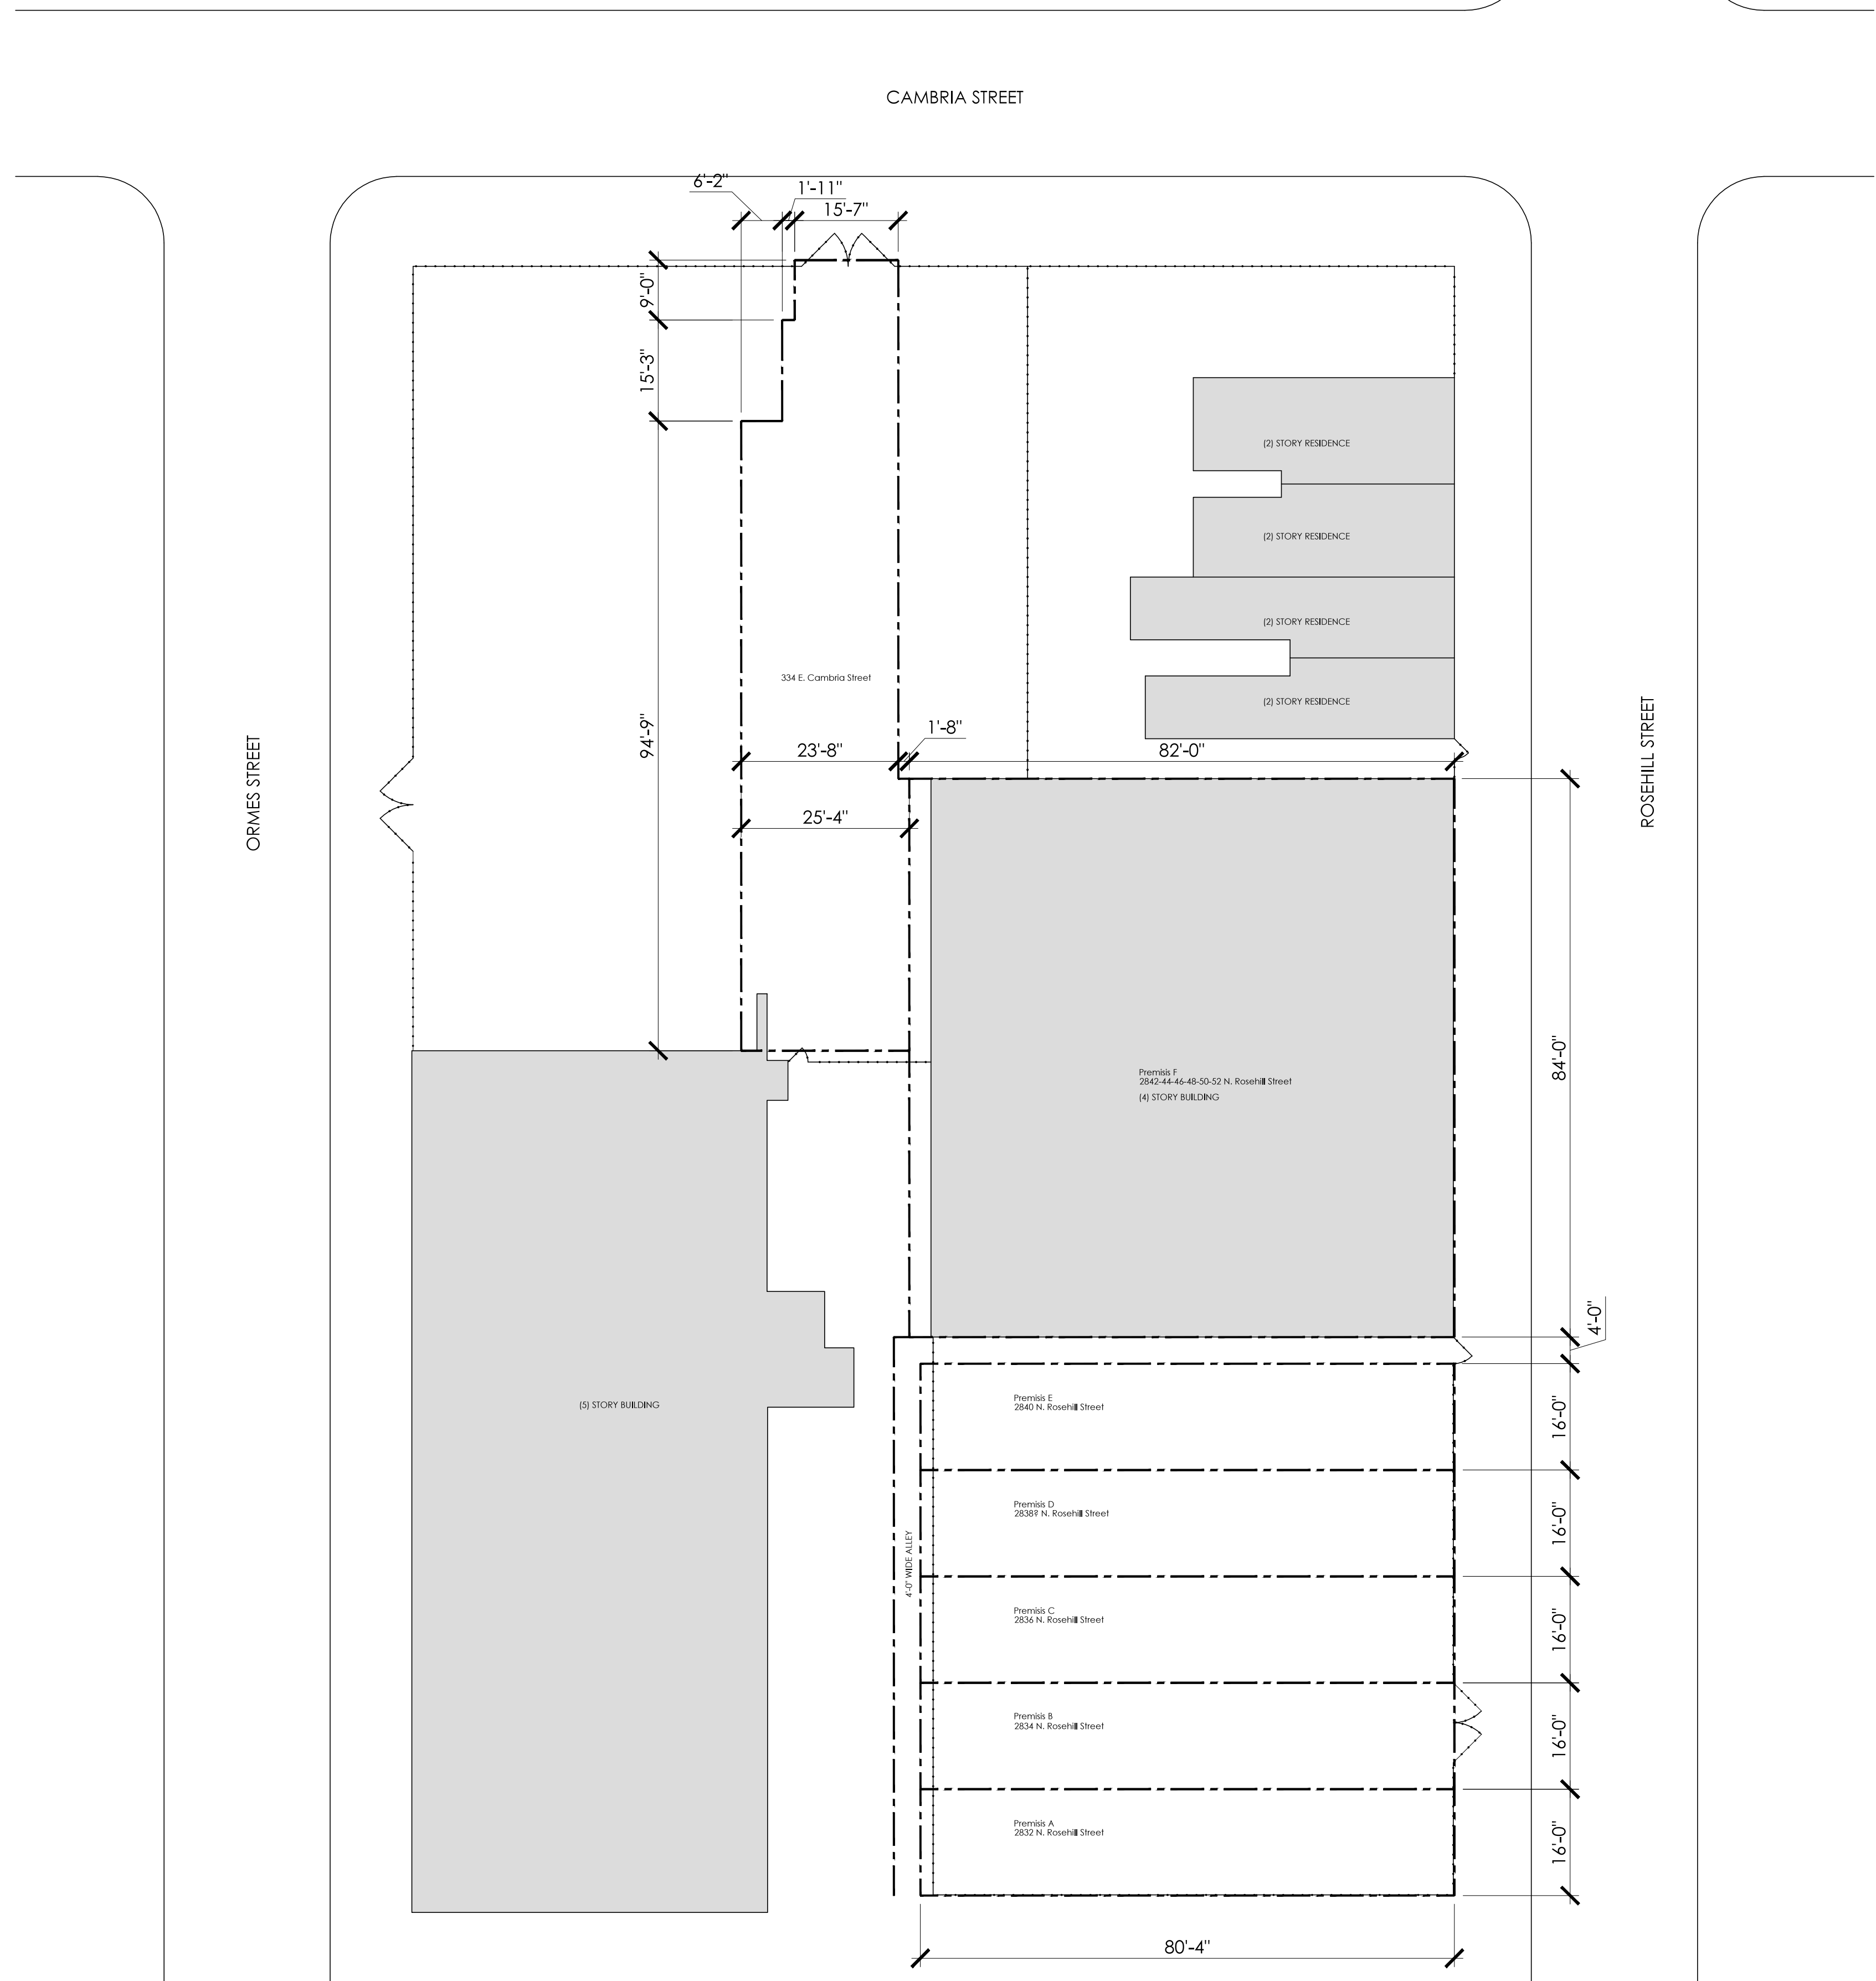 CAMBRIA STREET
6'-2"
1'-11"
15'-7"
9'-0"
15'-3"
(2) STORY RESIDENCE
(2) STORY RESIDENCE
(2) STORY RESIDENCE
334 E. Cambria Street
(2) STORY RESIDENCE
94'-9"
1'-8"
23'-8"
82'-0"
ORMES STREET
ROSEHILL STREET
25'-4"
84'-0"
Premisis F
2842-44-46-48-50-52 N. Rosehill Street
(4) STORY BUILDING
4'-0"
(5) STORY BUILDING
Premisis E
2840 N. Rosehill Street
16'-0"
Premisis D
2838? N. Rosehill Street
16'-0"
4'-0" WIDE ALLEY
Premisis C
2836 N. Rosehill Street
16'-0"
Premisis B
2834 N. Rosehill Street
16'-0"
Premisis A
2832 N. Rosehill Street
16'-0"
80'-4"